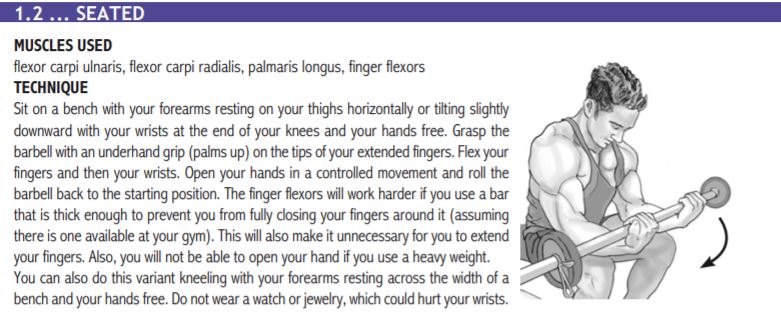 1.2 ... SEATED
MUSCLES USED
flexor carpi ulnaris, flexor carpi radialis, palmaris longus, finger flexors
TECHNIQUE
Sit on a bench with your forearms resting on your thighs horizontally or tilting slightly
downward with your wrists at the end of your knees and your hands free. Grasp the
barbell with an underhand grip (palms up) on the tips of your extended fingers. Flex your
fingers and then your wrists. Open your hands in a controlled movement and roll the
barbell back to the starting position. The finger flexors will work harder if you use a bar
that is thick enough to prevent you from fully closing your fingers around it (assuming
there is one available at your gym). This will also make it unnecessary for you to extend
your fingers. Also, you will not be able to open your hand if you use a heavy weight.
You can also do this variant kneeling with your forearms resting across the width of a
bench and your hands free. Do not wear a watch or jewelry, which could hurt your wrists.